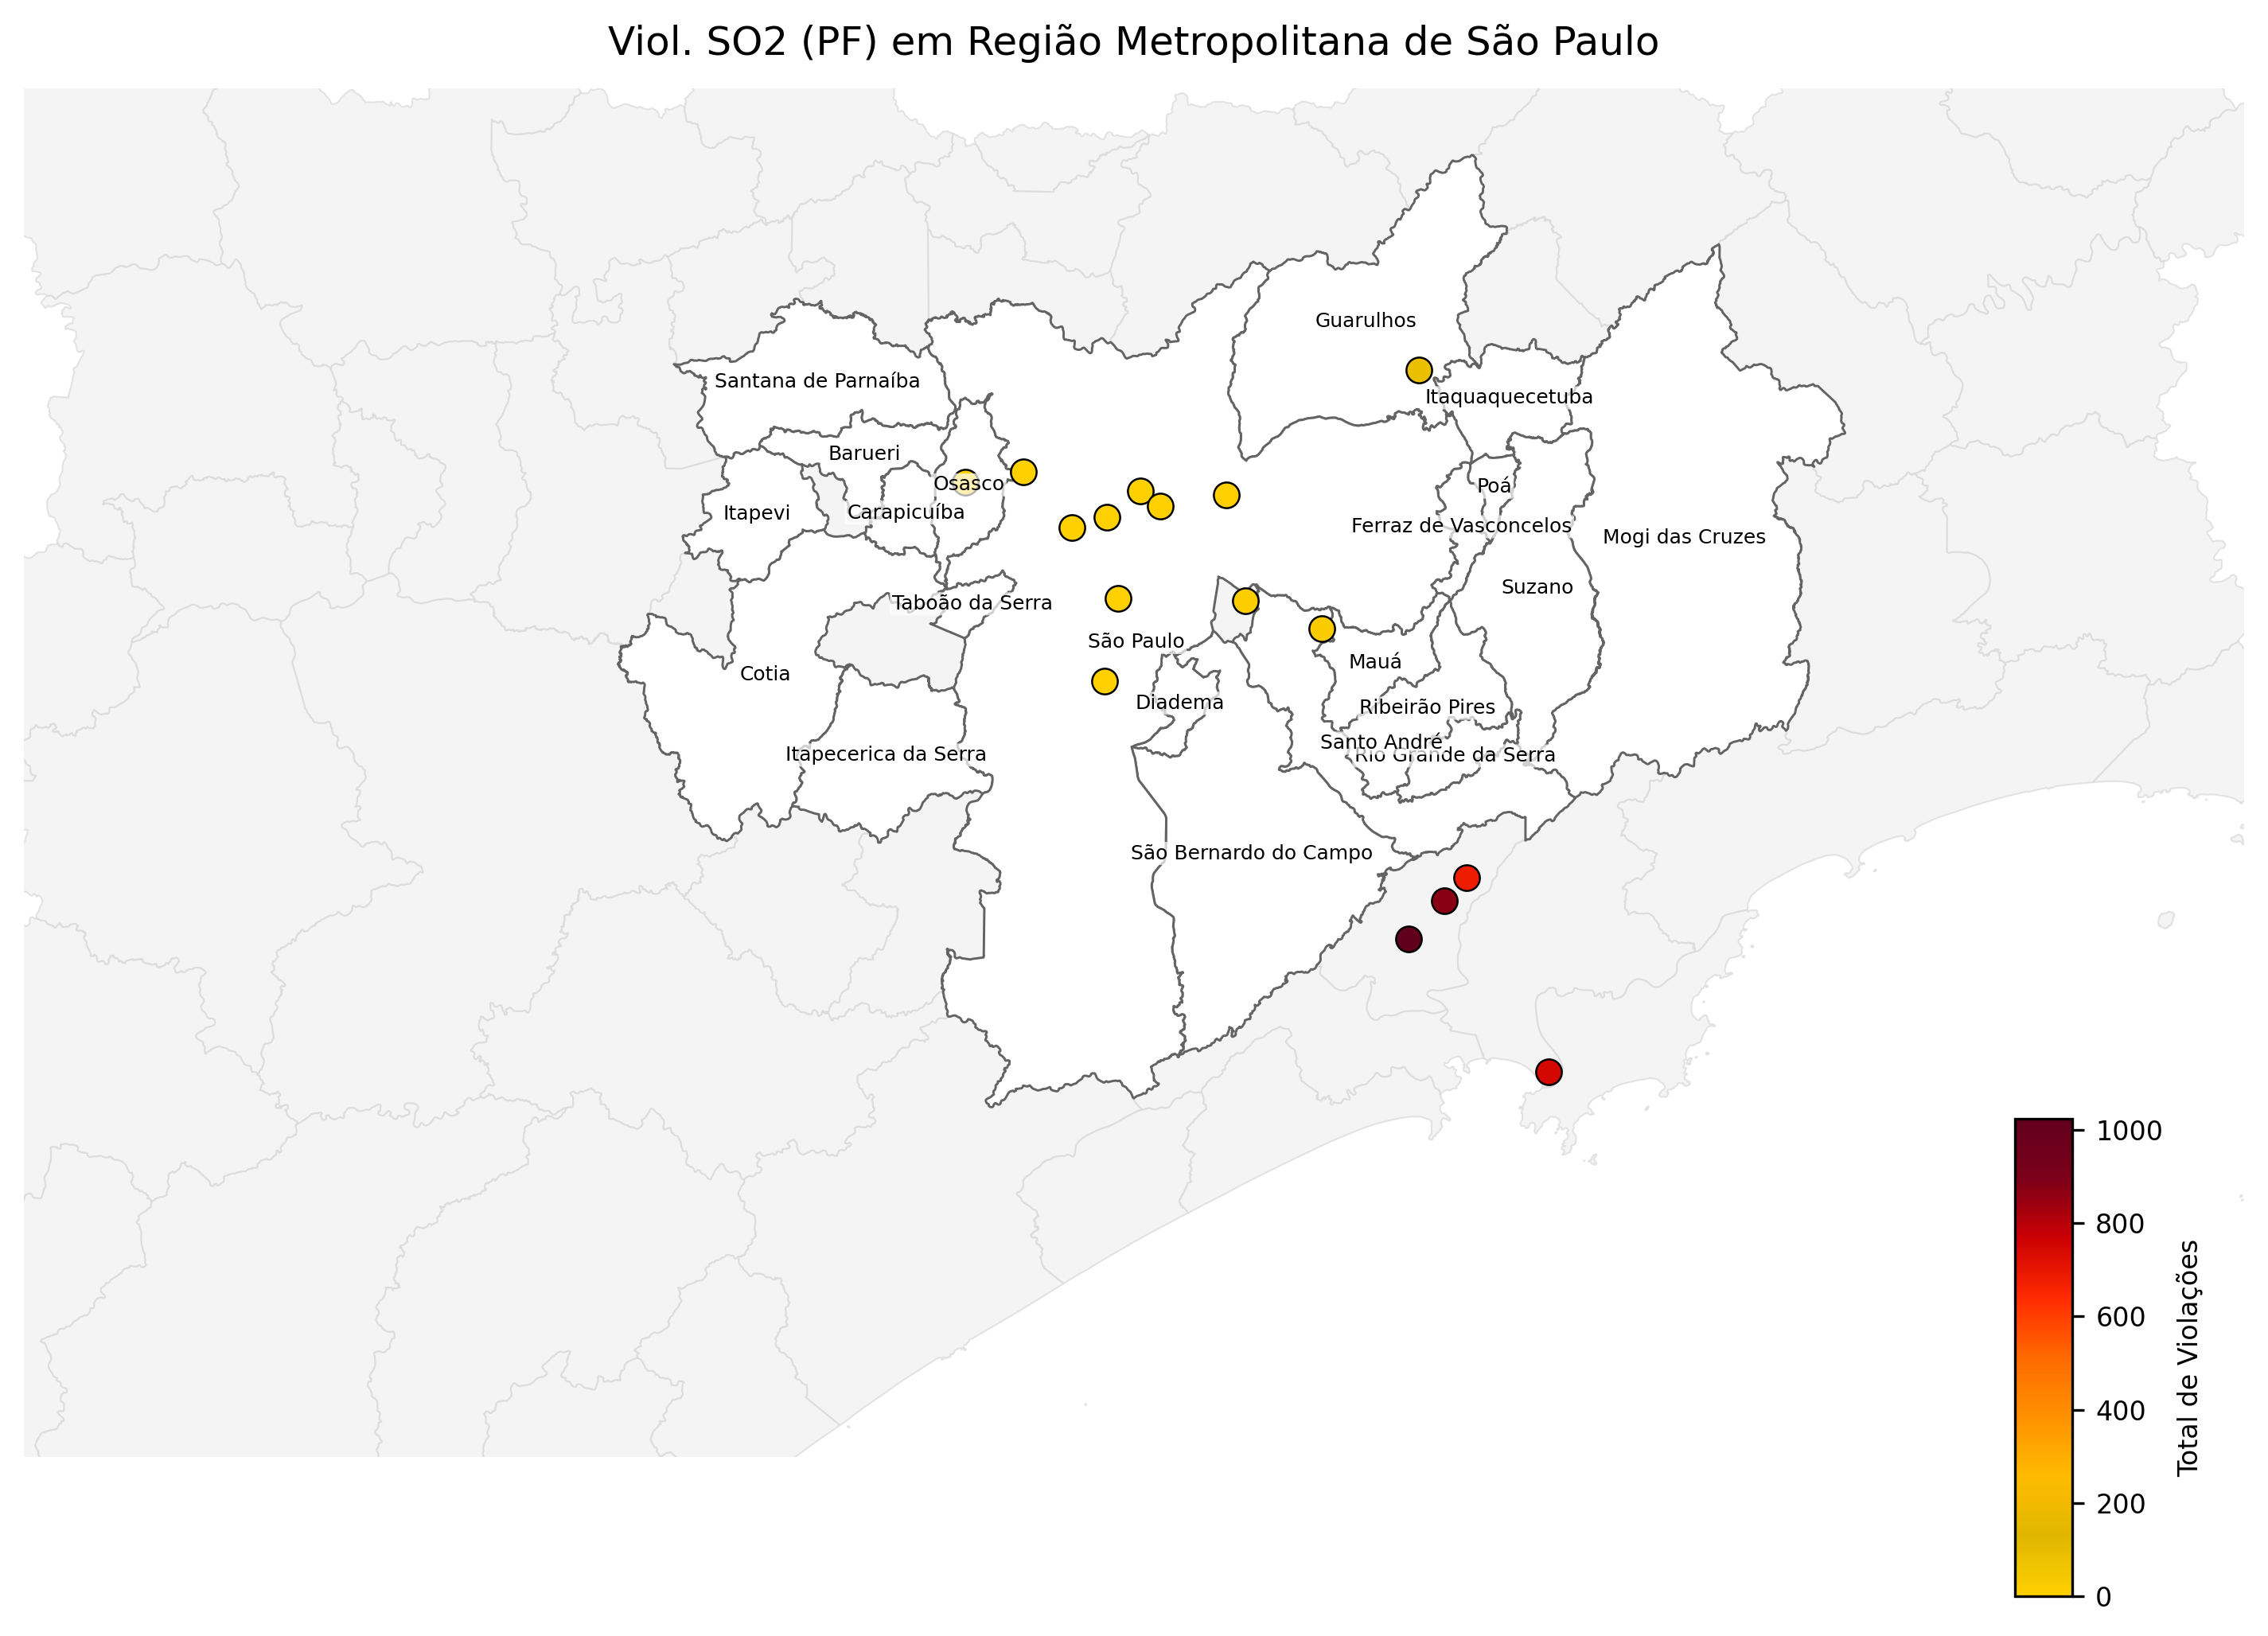 Viol. SO2 (PF) em Região Metropolitana de São Paulo
Guarulhos
Santana de Parnaíba
Itaquaquecetuba
Barueri
Osasco
Poá
Itapevi
Carapicuíba
Ferraz de Vasconcelos
Mogi das Cruzes
Suzano
Taboão da Serra
São Paulo
Mauá
Cotia
Diadema
Ribeirão Pires
Santo André
Itapecerica da Serra
Rio Grande da Serra
São Bernardo do Campo
1000
800
600
400
200
0
Total de Violações